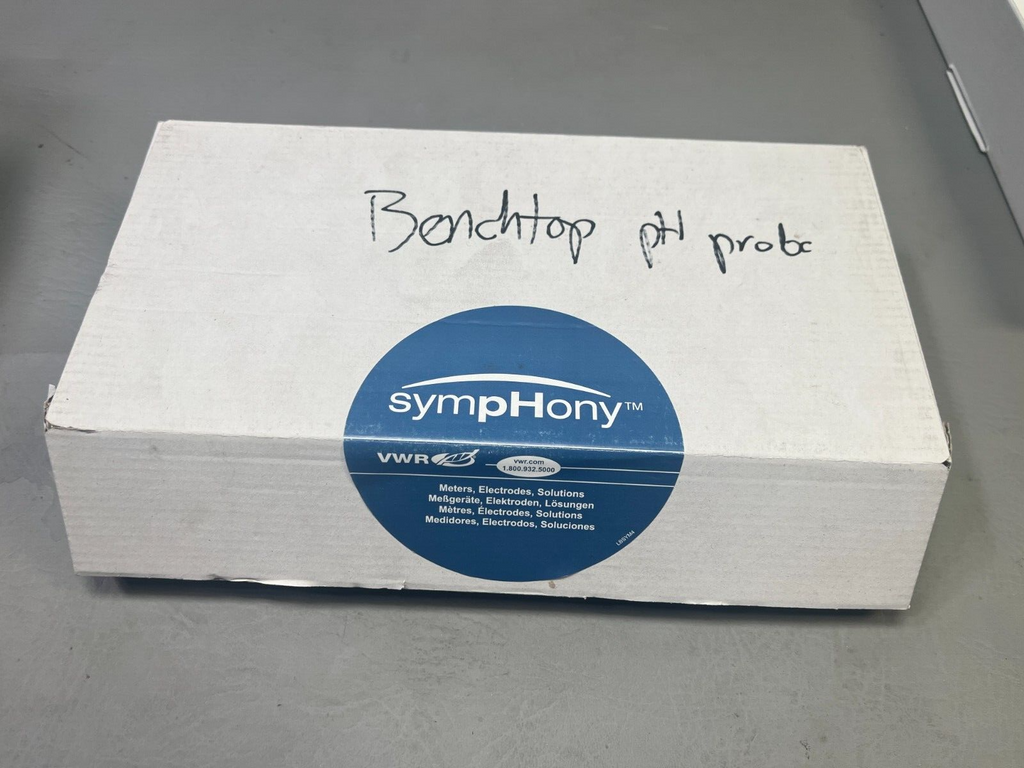 Benchtop pH probe
sympHony™
VWR
vwr.com
1.800.932.5000
Meters, Electrodes, Solutions
Meßgeräte, Elektroden, Lösungen
Mètres, Électrodes, Solutions
Medidores, Electrodos, Soluciones